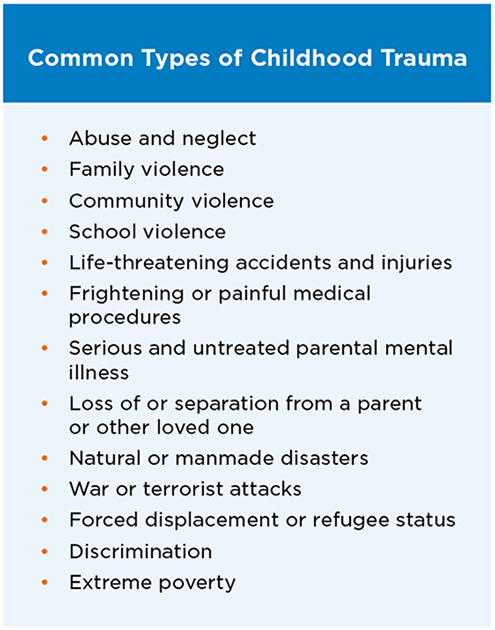 Common Types of Childhood Trauma
• Abuse and neglect
• Family violence
• Community violence
• School violence
• Life-threatening accidents and injuries
• Frightening or painful medical
procedures
• Serious and untreated parental mental
illness
• Loss of or separation from a parent
or other loved one
• Natural or manmade disasters
• War or terrorist attacks
• Forced displacement or refugee status
• Discrimination
• Extreme poverty